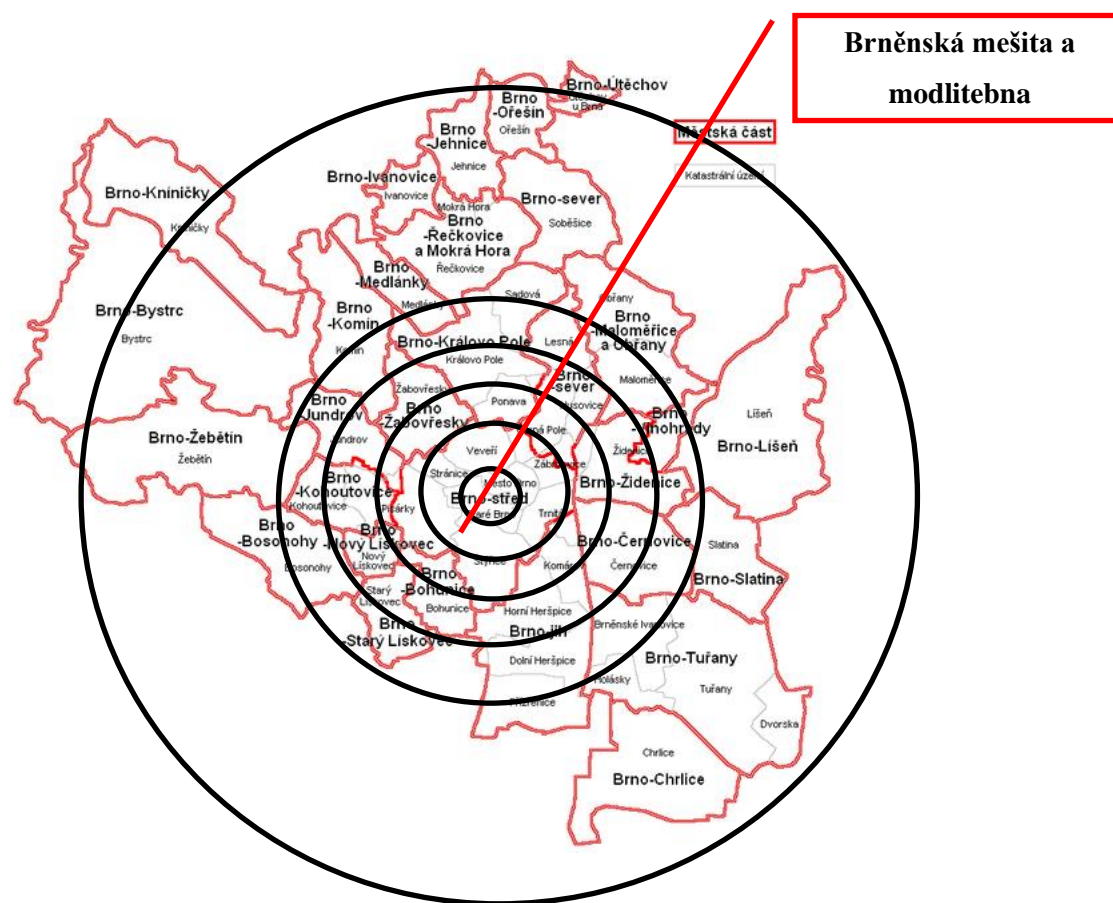 Brněnská mešita a
modlitebna
Brno-Útěchov
Brno
-Ořešín
Ořešín
Městská část
Katastrální území
Brno
-Jehnice
Jehnice
Brno-Ivanovice
Ivanovice
Mokrá Hora
Brno-sever
Soběšice
Brno-Kníničky
Brno
-Řečkovice
a Mokrá Hora
Řečkovice
Brno
-Medlánky
Medlánky
Sadová
Obřany
Brno-Bystrc
Bystrc
Brno
-Komín
Komín
Brno-Královo Pole
Královo Pole
Lesná
Brno
-Maloměřice
a Obřany
Maloměřice
Brno
-Jundrov
Jundrov
Žabovřesky
Brno
-Žabovřesky
Ponava
Brno
-sever
Brno
Líšeň
Brno-Líšeň
Brno-Žebětín
Žebětín
Veveří
Stránice
Židenice
Brno-Židenice
Město Brno
Brno-střed
Brno
-Kohoutovice
Kohoutovice
Pisárky
Trnitá
Brno
-Bosonohy
Bosonohy
Brno
-Nový Lískovec
Nový
Lískovec
Štýřice
Komárov
Brno-Černovice
Černovice
Slatina
Brno-Slatina
Starý
Lískovec
Brno
-Bohunice
Bohunice
Horní Heršpice
Brno
-Starý Lískovec
Brno-jih
Dolní Heršpice
Brněnské Ivanovice
Brno-Tuřany
Tuřany
Holásky
Přízřenice
Dvorska
Chrlice
Brno-Chrlice